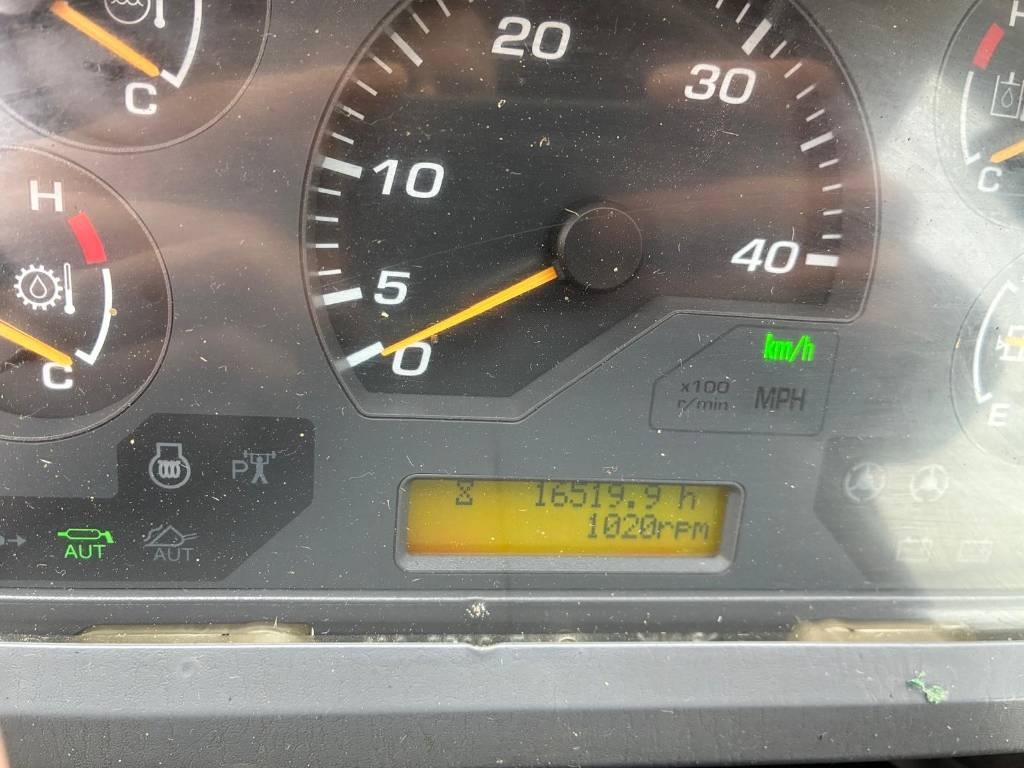 C
20
30
H
C
H
10
40
5
0
C
km/h
x100
r/min
MPH
E
P
16519.9 h
1020rpm
AUT
AUT